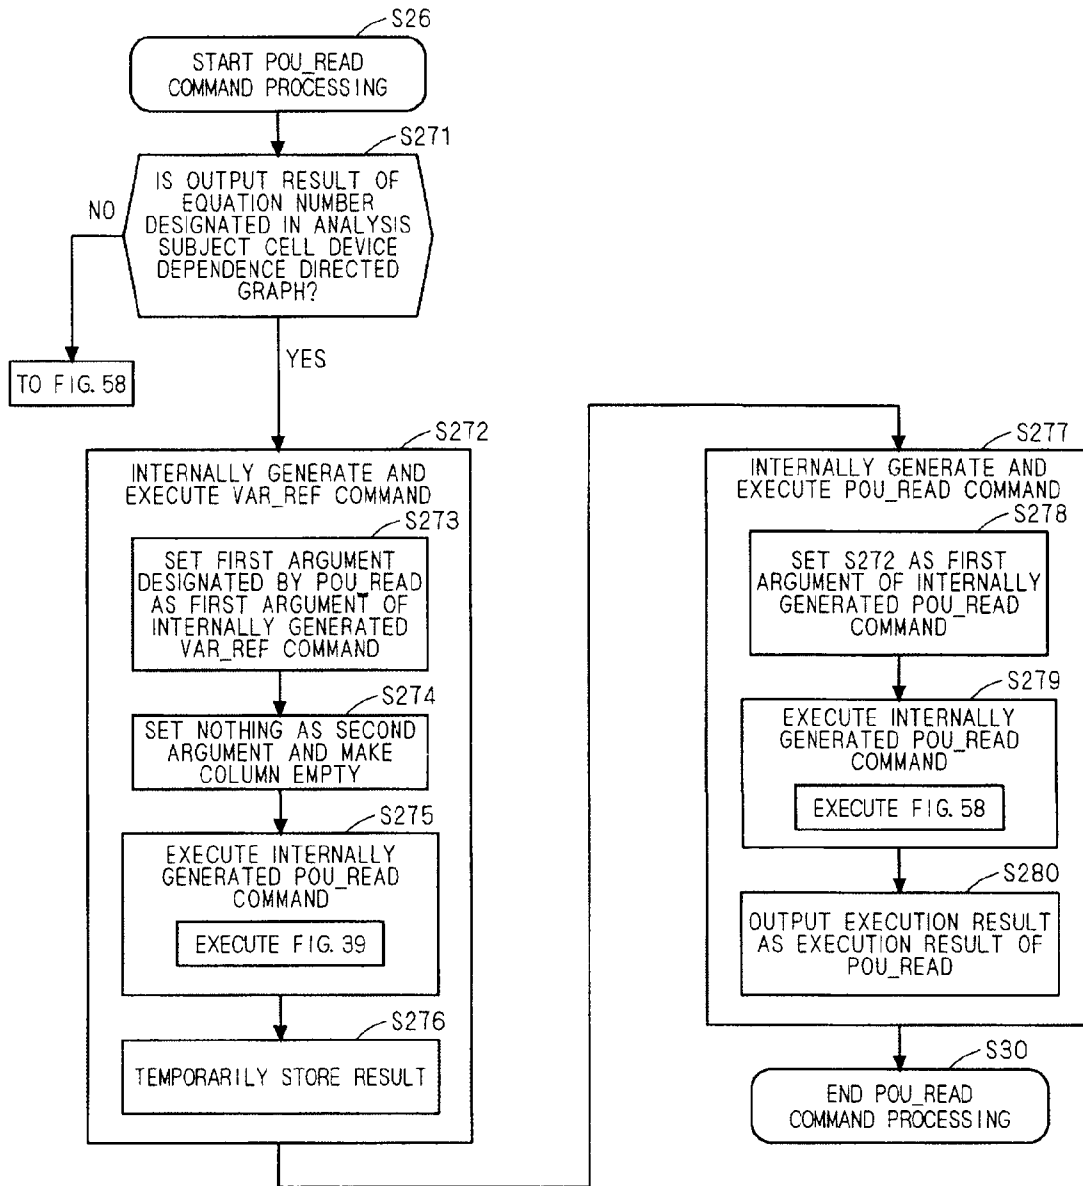 S26
START POU_READ
COMMAND PROCESSING
S271
IS OUTPUT RESULT OF
EQUATION NUMBER
DESIGNATED IN ANALYSIS
SUBJECT CELL DEVICE
DEPENDENCE DIRECTED
GRAPH?
NO
YES
TO FIG. 58
S272
INTERNALLY GENERATE AND
EXECUTE VAR_REF COMMAND
S273
SET FIRST ARGUMENT
DESIGNATED BY POU_READ
AS FIRST ARGUMENT OF
INTERNALLY GENERATED
VAR_REF COMMAND
S274
SET NOTHING AS SECOND
ARGUMENT AND MAKE
COLUMN EMPTY
S275
EXECUTE INTERNALLY
GENERATED POU_READ
COMMAND
EXECUTE FIG. 39
S276
TEMPORARILY STORE RESULT
S277
INTERNALLY GENERATE AND
EXECUTE POU_READ COMMAND
S278
SET S272 AS FIRST
ARGUMENT OF INTERNALLY
GENERATED POU_READ
COMMAND
S279
EXECUTE INTERNALLY
GENERATED POU_READ
COMMAND
EXECUTE FIG. 58
S280
OUTPUT EXECUTION RESULT
AS EXECUTION RESULT OF
POU_READ
S30
END POU_READ
COMMAND PROCESSING